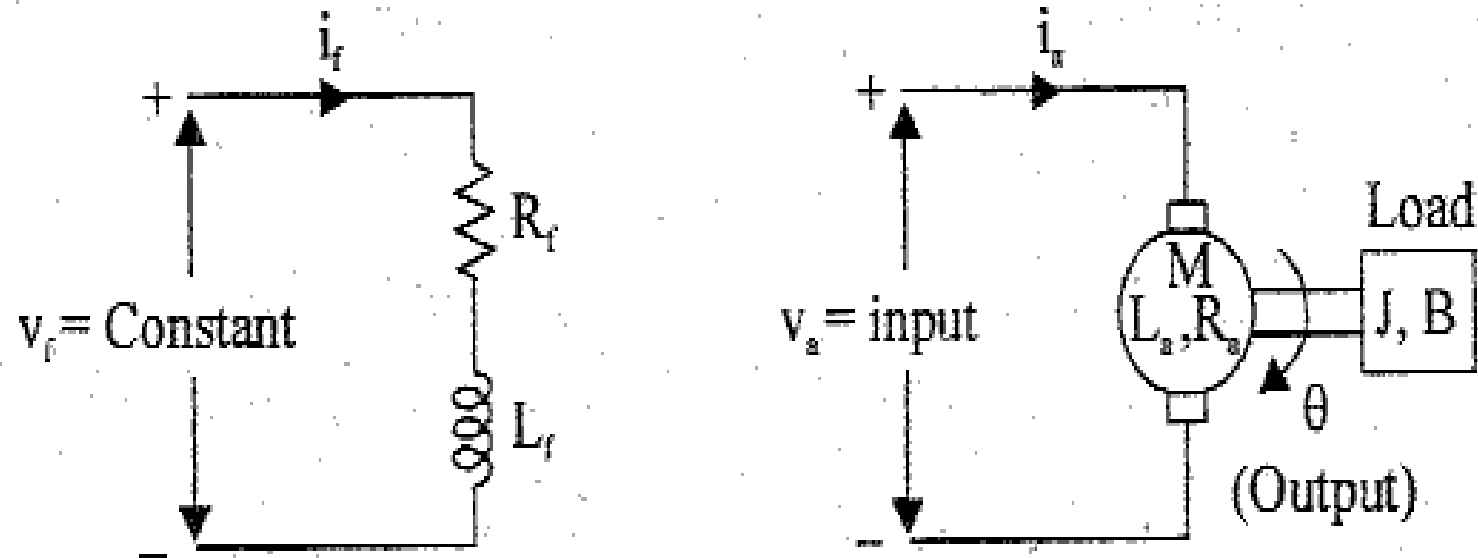 i_f
+
R_f
v_f = Constant
L_f
−
i_a
+
Load
M
L_a, R_a
J, B
v_a = input
θ
(Output)
−